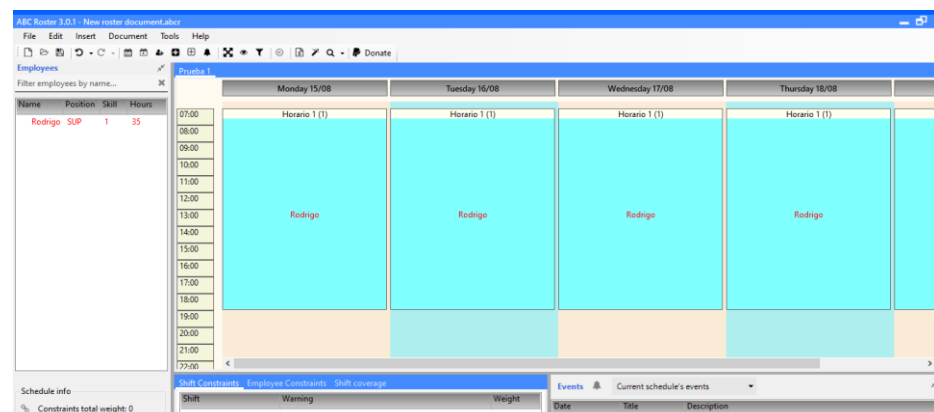 ABC Roster 3.0.1 - New roster document.abcr
File Edit Insert Document Tools Help
Donate
Employees
Filter employees by name...
Name Position Skill Hours
Rodrigo SUP 1 35
Prueba 1
Monday 15/08 Tuesday 16/08 Wednesday 17/08 Thursday 18/08
07:00 Horario 1 (1) Horario 1 (1) Horario 1 (1) Horario 1 (1)
08:00
09:00
10:00
11:00
12:00
13:00 Rodrigo Rodrigo Rodrigo Rodrigo
14:00
15:00
16:00
17:00
18:00
19:00
20:00
21:00
22:00
Schedule info
Constraints total weight: 0
Shift Constraints Employee Constraints Shift coverage
Shift Warning Weight
Events Current schedule's events
Date Title Description